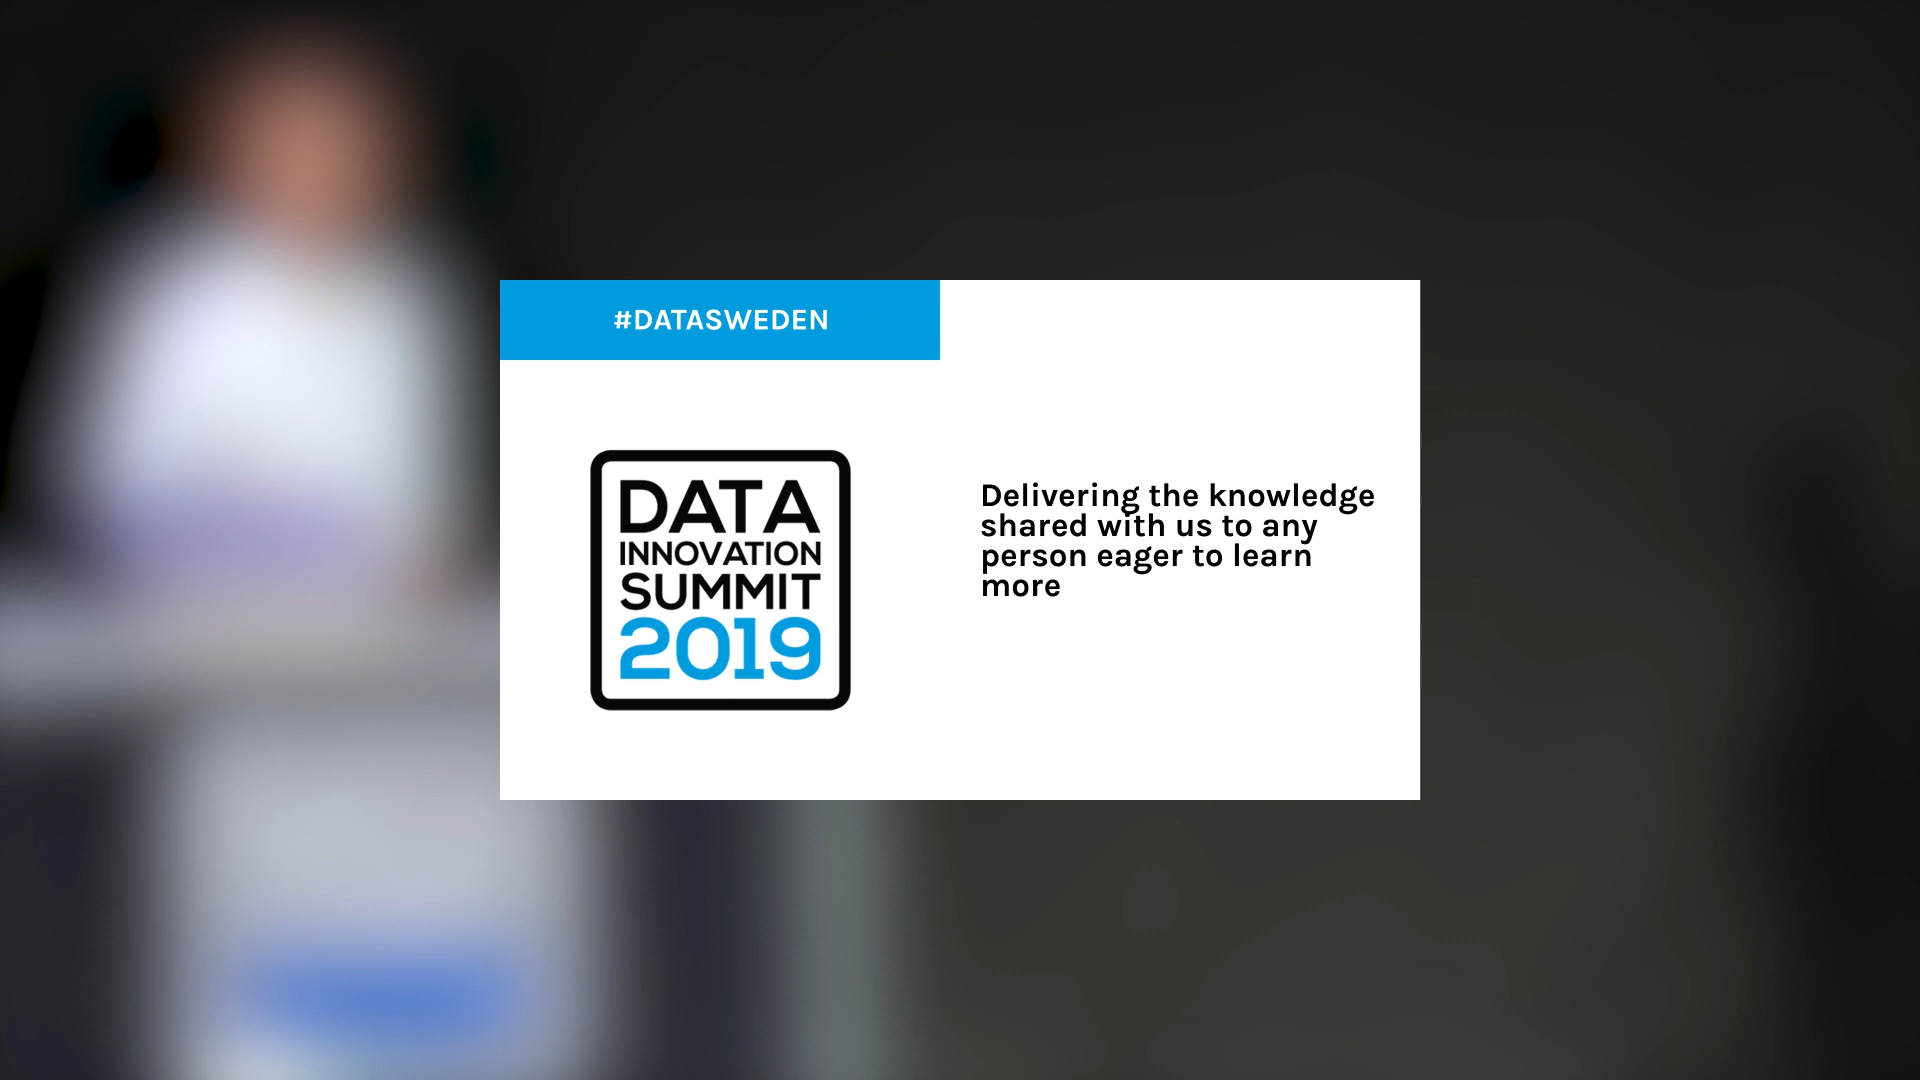 #DATASWEDEN
DATA
INNOVATION
SUMMIT
2019
Delivering the knowledge
shared with us to any
person eager to learn
more